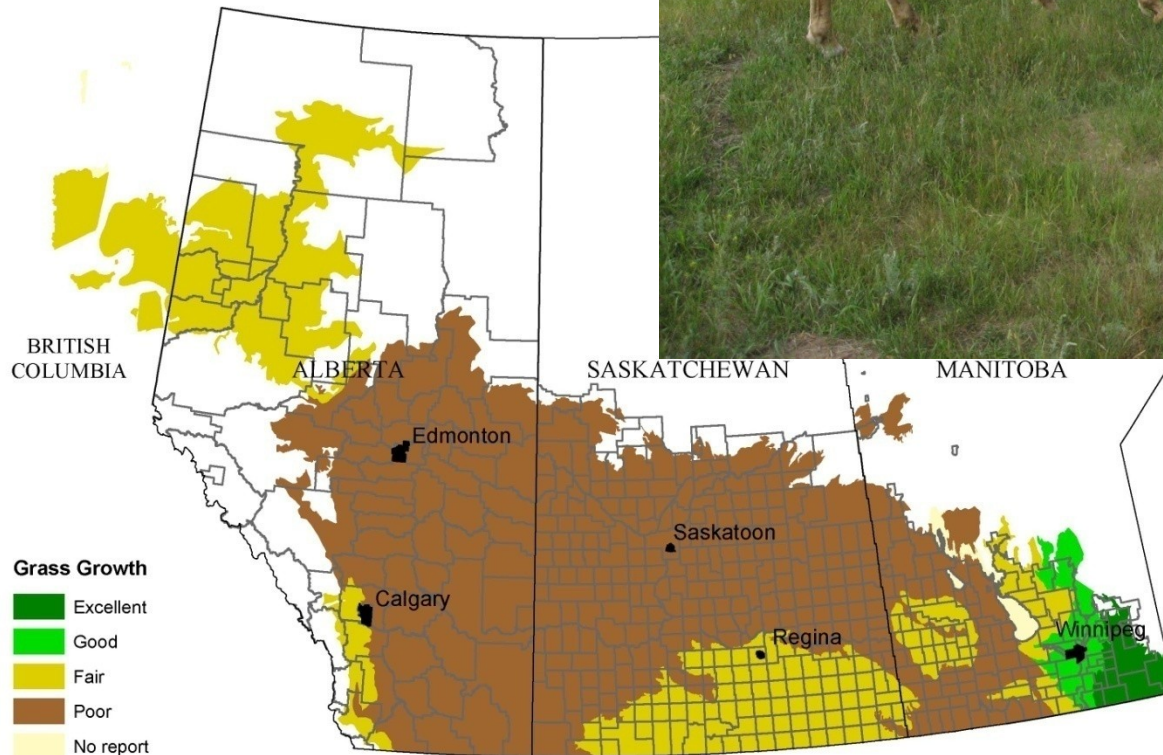 BRITISH
COLUMBIA
ALBERTA
SASKATCHEWAN
MANITOBA
Edmonton
Saskatoon
Calgary
Regina
Winnipeg
Grass Growth
Excellent
Good
Fair
Poor
No report